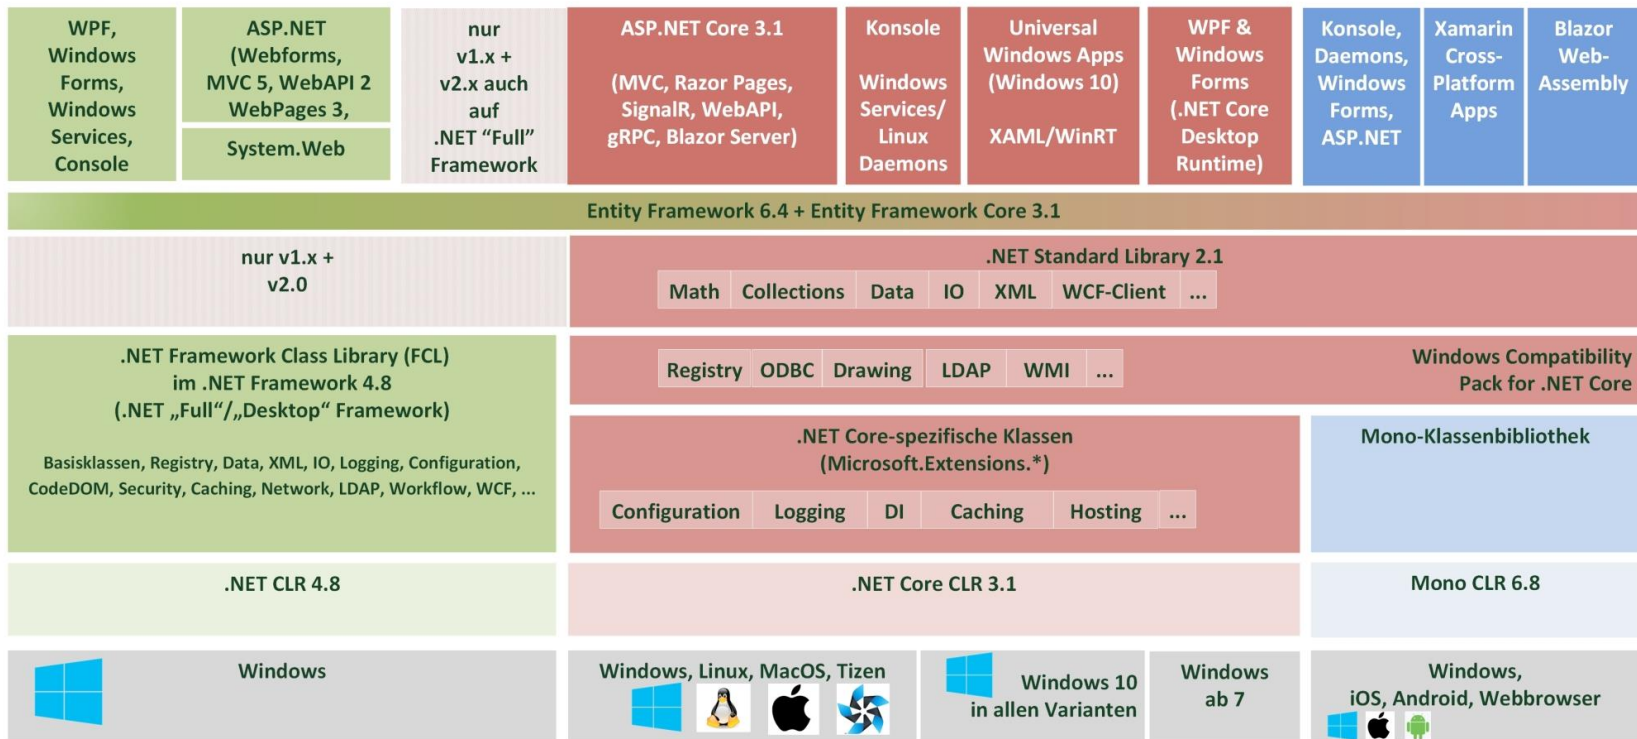 WPF,
Windows
Forms,
Windows
Services,
Console
ASP.NET
(Webforms,
MVC 5, WebAPI 2
WebPages 3,
System.Web
nur
v1.x +
v2.x auch
auf
.NET “Full”
Framework
ASP.NET Core 3.1
(MVC, Razor Pages,
SignalR, WebAPI,
gRPC, Blazor Server)
Konsole
Windows
Services/
Linux
Daemons
Universal
Windows Apps
(Windows 10)
XAML/WinRT
WPF &
Windows
Forms
(.NET Core
Desktop
Runtime)
Konsole,
Daemons,
Windows
Forms,
ASP.NET
Xamarin
Cross-
Platform
Apps
Blazor
Web-
Assembly
Entity Framework 6.4 + Entity Framework Core 3.1
nur v1.x +
v2.0
.NET Standard Library 2.1
Math Collections Data IO XML WCF-Client ...
.NET Framework Class Library (FCL)
im .NET Framework 4.8
(.NET „Full“/„Desktop“ Framework)
Basisklassen, Registry, Data, XML, IO, Logging, Configuration,
CodeDOM, Security, Caching, Network, LDAP, Workflow, WCF, ...
Registry ODBC Drawing LDAP WMI ...
Windows Compatibility
Pack for .NET Core
.NET Core-spezifische Klassen
(Microsoft.Extensions.*)
Configuration Logging DI Caching Hosting ...
Mono-Klassenbibliothek
.NET CLR 4.8
.NET Core CLR 3.1
Mono CLR 6.8
Windows
Windows, Linux, MacOS, Tizen
Windows 10
in allen Varianten
Windows
ab 7
Windows,
iOS, Android, Webbrowser